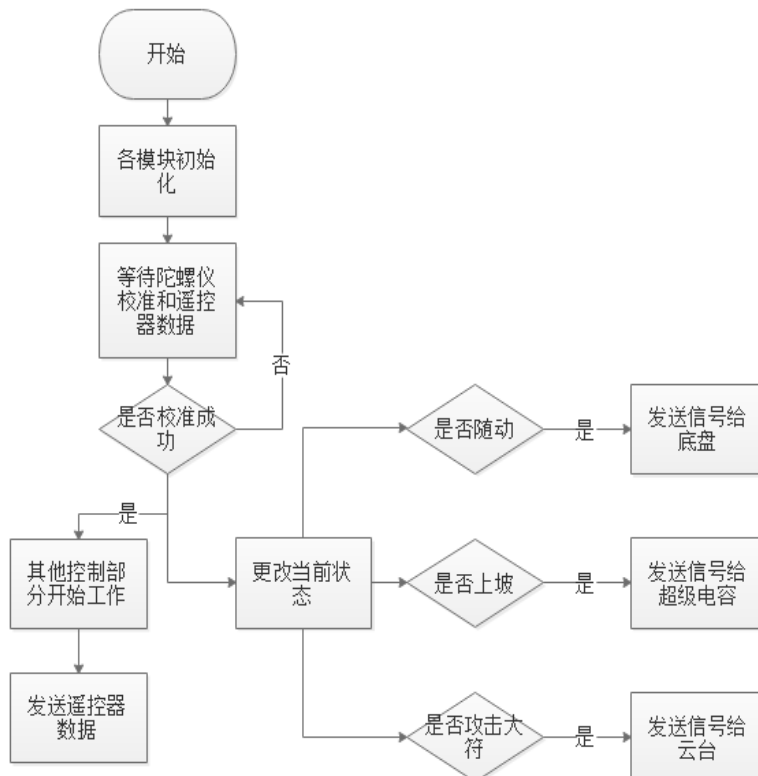 开始
各模块初始
化
等待陀螺仪
校准和遥控
器数据
否
是否校准成
功
是
其他控制部
分开始工作
发送遥控器
数据
更改当前状
态
是否随动
是
发送信号给
底盘
是否上坡
是
发送信号给
超级电容
是否攻击大
符
是
发送信号给
云台